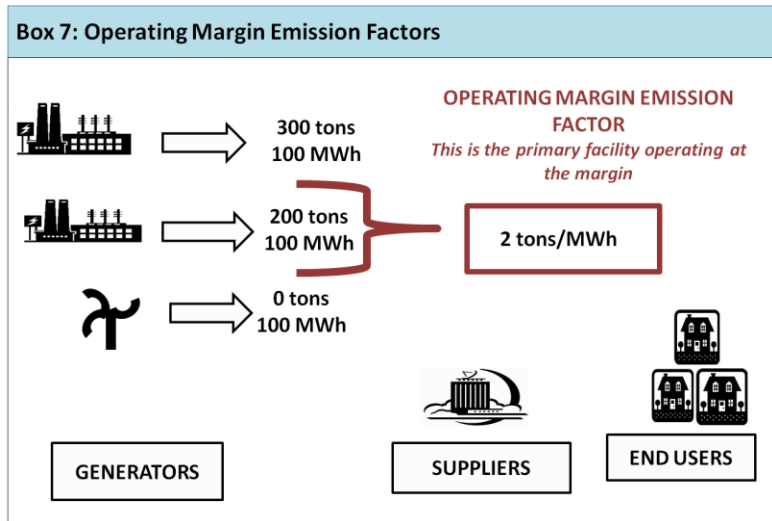 Box 7: Operating Margin Emission Factors
300 tons
100 MWh
OPERATING MARGIN EMISSION
FACTOR
This is the primary facility operating at
the margin
200 tons
100 MWh
2 tons/MWh
0 tons
100 MWh
GENERATORS
SUPPLIERS
END USERS